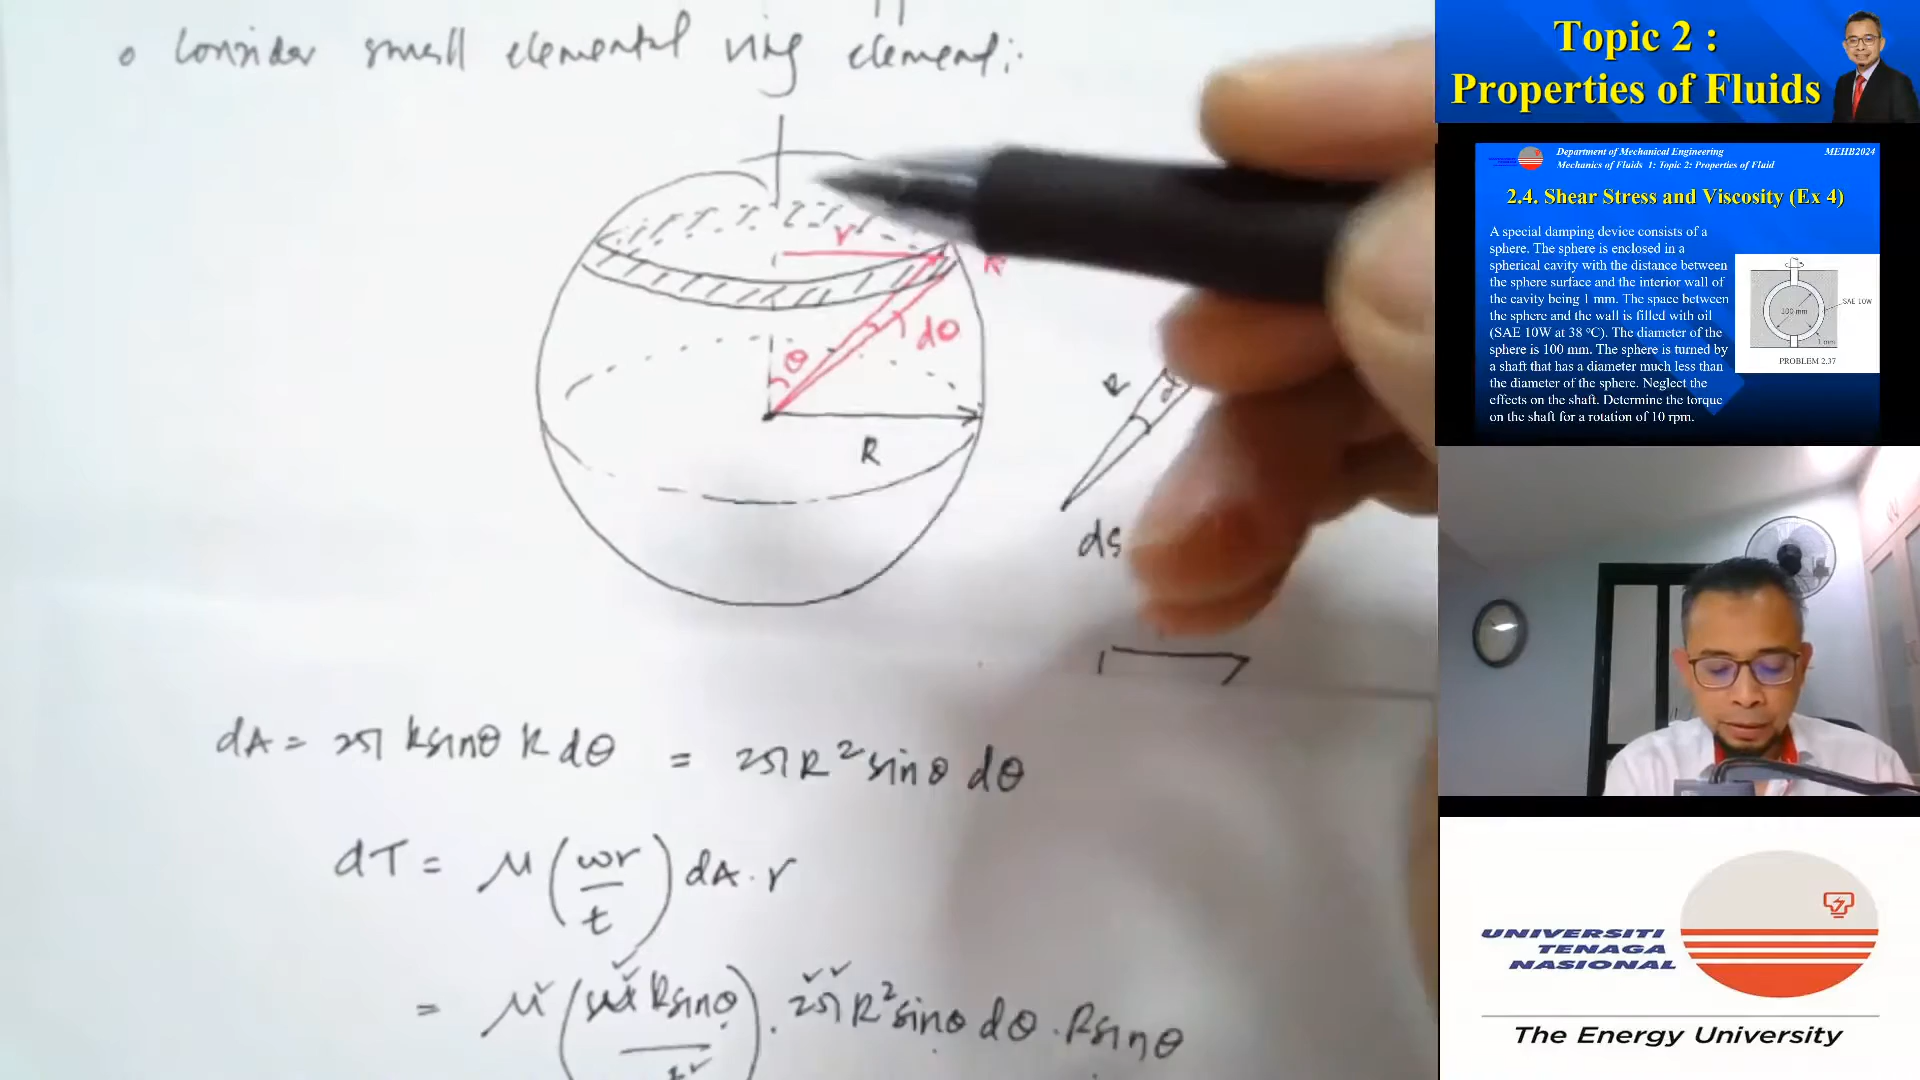 o Consider small elemental ring element :
r
R
dθ
θ
R
R
ds
dA = 2π R sinθ R dθ = 2π R² sin θ dθ
dT = μ (ωr / t) dA . r
= μ (ω R sinθ / t) . 2π R² sinθ dθ . R sin θ
Topic 2 :
Properties of Fluids
Department of Mechanical Engineering MEHB2024
Mechanics of Fluids 1: Topic 2: Properties of Fluid
2.4. Shear Stress and Viscosity (Ex 4)
A special damping device consists of a
sphere. The sphere is enclosed in a
spherical cavity with the distance between
the sphere surface and the interior wall of
the cavity being 1 mm. The space between
the sphere and the wall is filled with oil
(SAE 10W at 38 °C). The diameter of the
sphere is 100 mm. The sphere is turned by
a shaft that has a diameter much less than
the diameter of the sphere. Neglect the
effects on the shaft. Determine the torque
on the shaft for a rotation of 10 rpm.
SAE 10W
100 mm
1 mm
PROBLEM 2.37
UNIVERSITI
TENAGA
NASIONAL
The Energy University